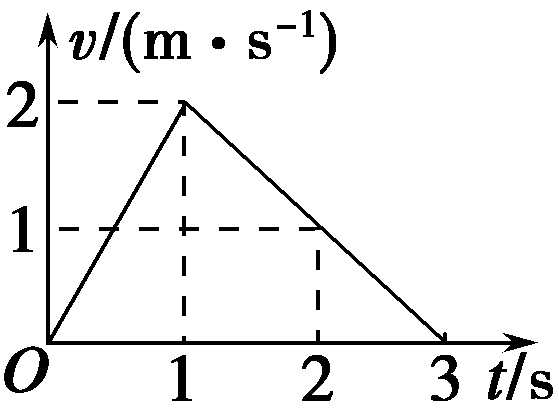 v/(m·s⁻¹)
2
1
O 1 2 3 t/s